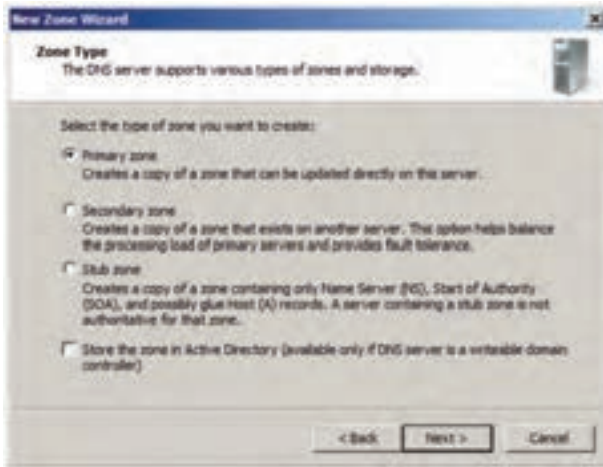 New Zone Wizard
Zone Type
The DNS server supports various types of zones and storage.
Select the type of zone you want to create:
Primary zone
Creates a copy of a zone that can be updated directly on this server.
Secondary zone
Creates a copy of a zone that exists on another server. This option helps balance
the processing load of primary servers and provides fault tolerance.
Stub zone
Creates a copy of a zone containing only Name Server (NS), Start of Authority
(SOA), and possibly glue Host (A) records. A server containing a stub zone is not
authoritative for that zone.
Store the zone in Active Directory (available only if DNS server is a writeable domain
controller)
< Back
Next >
Cancel